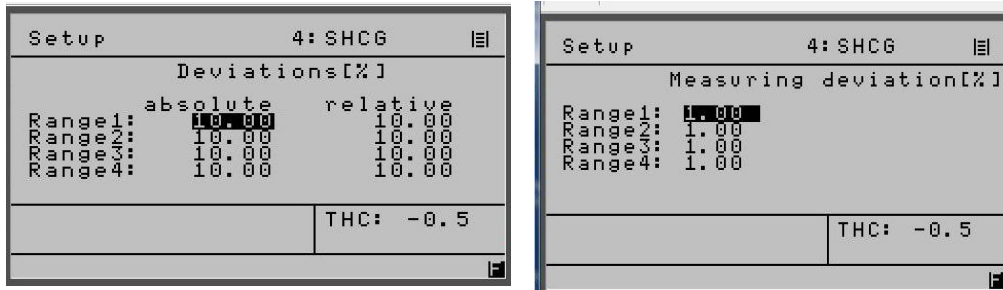 Setup 4:SHCG
Deviations[%]
absolute relative
Range1: 10.00 10.00
Range2: 10.00 10.00
Range3: 10.00 10.00
Range4: 10.00 10.00
THC: -0.5
F
Setup 4:SHCG
Measuring deviation[%]
Range1: 1.00
Range2: 1.00
Range3: 1.00
Range4: 1.00
THC: -0.5
F